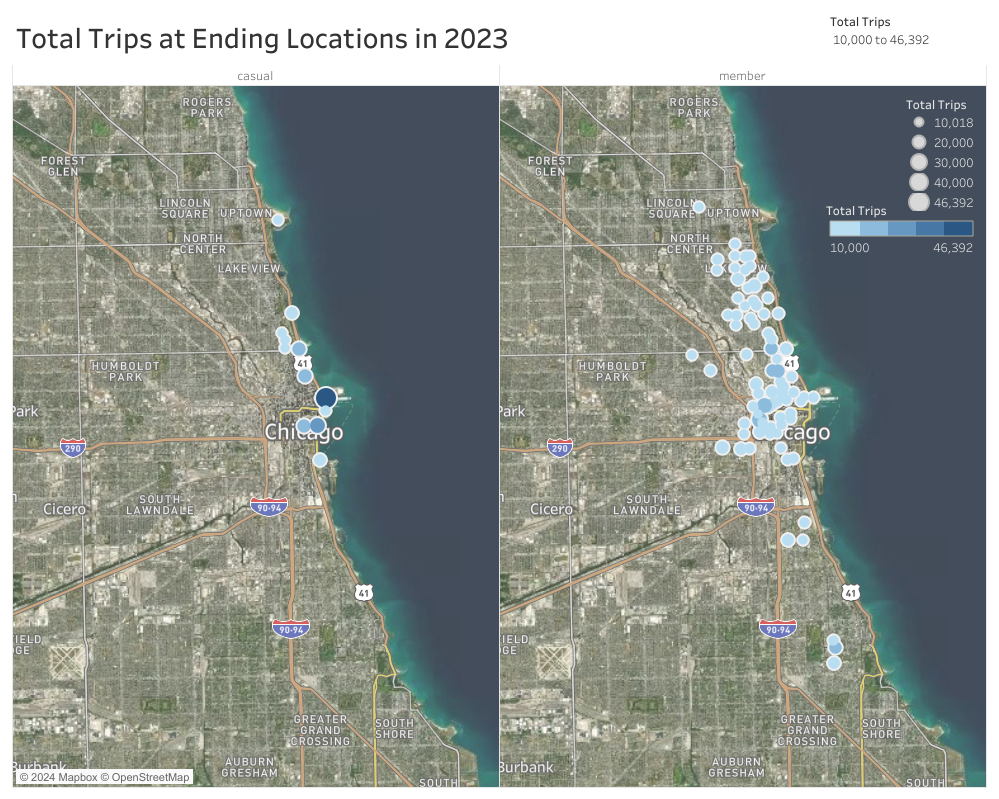 Total Trips at Ending Locations in 2023
Total Trips
10,000 to 46,392
casual
member
ROGERS
PARK
FOREST
GLEN
LINCOLN
SQUARE
UPTOWN
NORTH
CENTER
LAKE VIEW
41
HUMBOLDT
PARK
Park
Chicago
290
SOUTH
LAWNDALE
Cicero
90-94
41
90-94
IELD
GE
GREATER
GRAND
CROSSING
SOUTH
SHORE
AUBURN
GRESHAM
Burbank
SOUTH
© 2024 Mapbox © OpenStreetMap
ROGERS
PARK
FOREST
GLEN
LINCOLN
SQUARE
UPTOWN
NORTH
CENTER
41
HUMBOLDT
PARK
Park
cago
290
SOUTH
LAWNDALE
Cicero
90-94
41
90-94
IELD
GE
GREATER
GRAND
CROSSING
SOUTH
SHORE
AUBURN
GRESHAM
Burbank
SOUTH
Total Trips
10,018
20,000
30,000
40,000
46,392
Total Trips
10,000
46,392